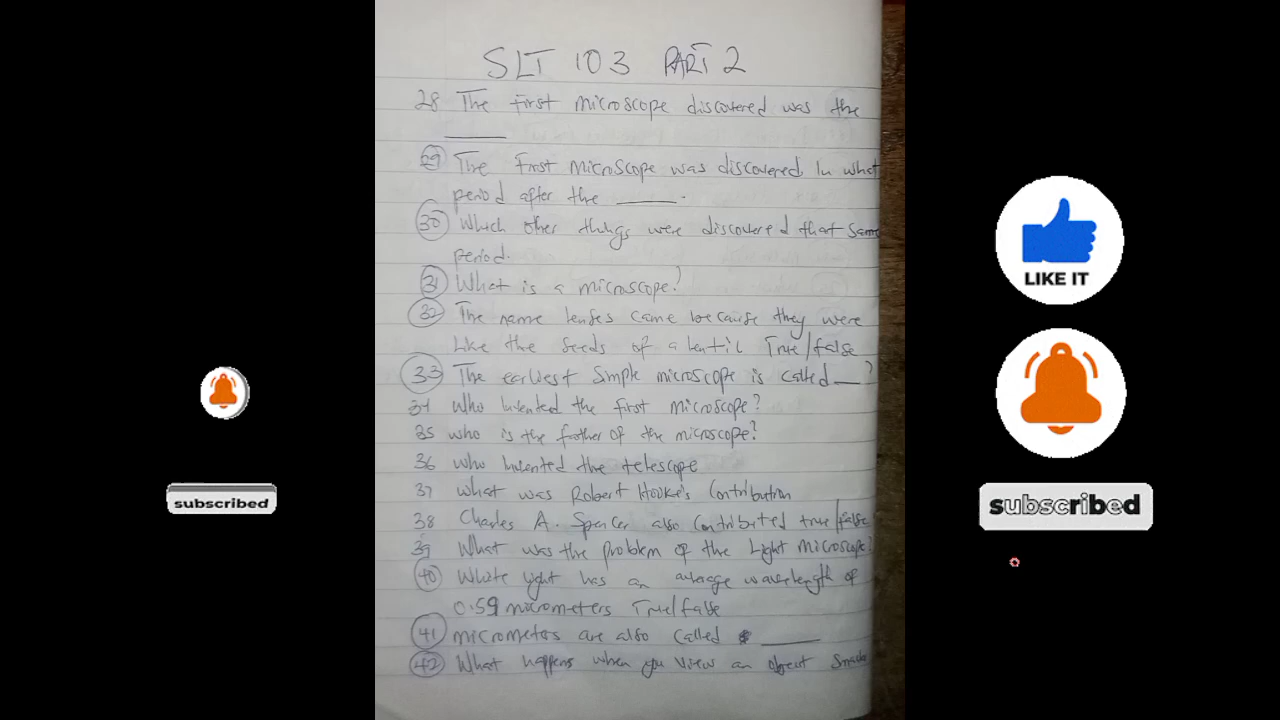 SLT 103 PART 2
28 The first microscope discovered was the
______
29 The First microscope was discovered In what
period after the ______.
30 Which other things were discovered that same
period.
31 What is a microscope?
32 The name lenses came because they were
Like the seeds of a lentil True/false
33 The earliest Simple microscope is called __?
34 Who Invented the first microscope?
35 who is the father of the microscope?
36 who Invented the telescope
37 what was Robert Hooke's Contribution
38 Charles A. Spencer also contributed true/false
39 What was the problem of the Light Microscope?
40 White light has an average wavelength of
0.59 micrometers True/false
41 micrometers are also called ______
42 What happens when you view an object
LIKE IT
subscribed
subscribed